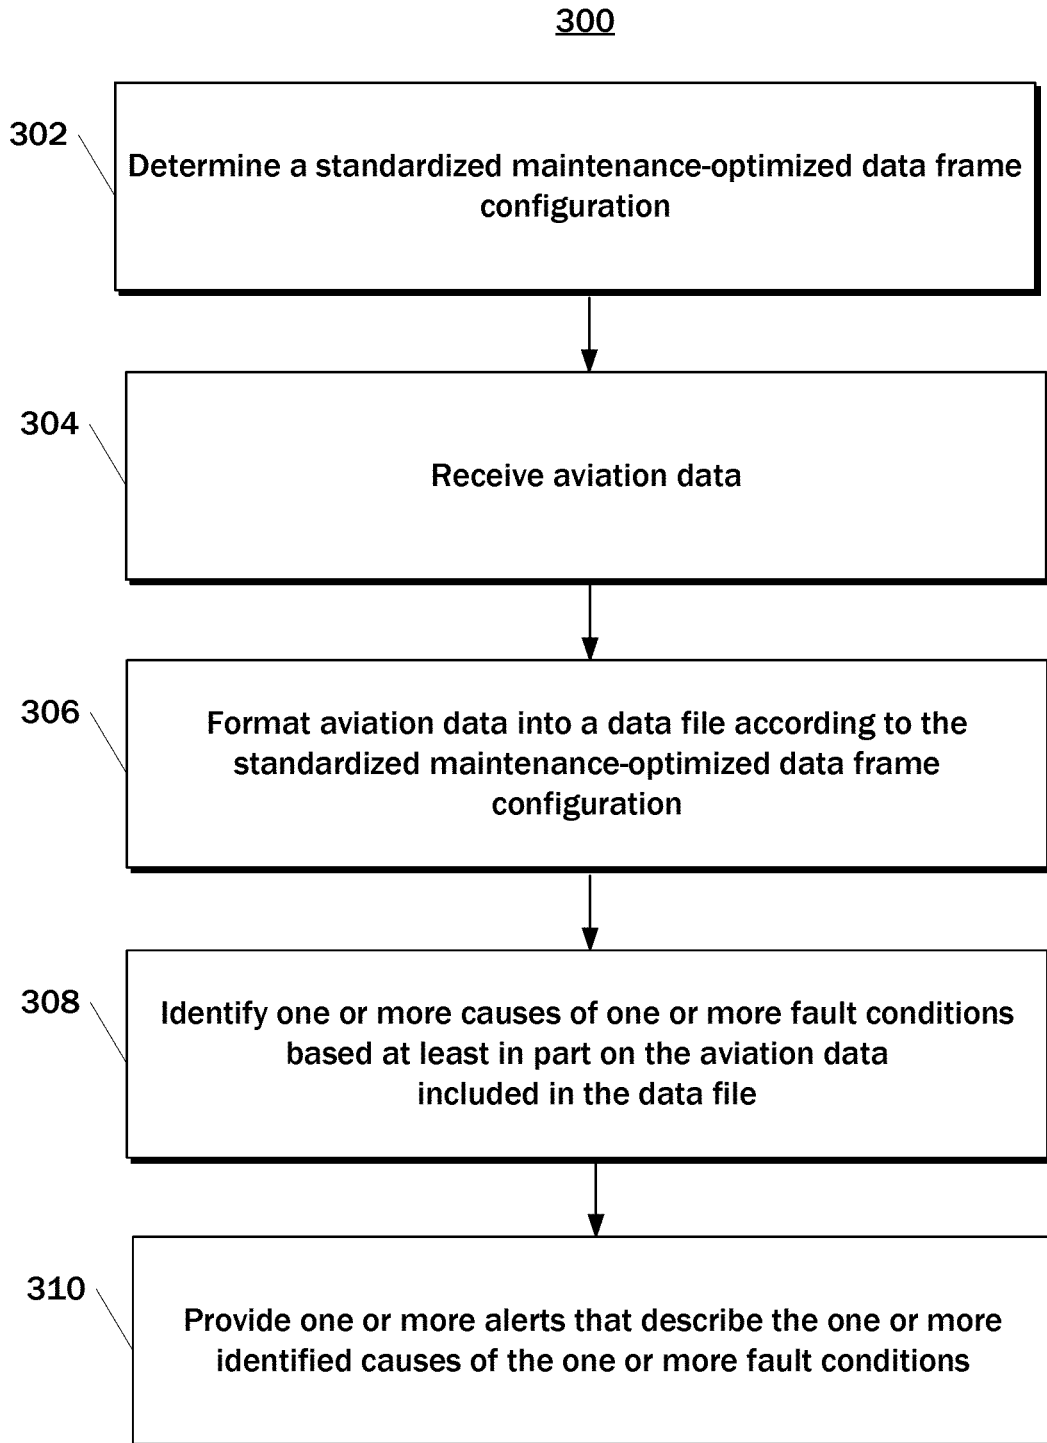 300
302
Determine a standardized maintenance-optimized data frame
configuration
304
Receive aviation data
306
Format aviation data into a data file according to the
standardized maintenance-optimized data frame
configuration
308
Identify one or more causes of one or more fault conditions
based at least in part on the aviation data
included in the data file
310
Provide one or more alerts that describe the one or more
identified causes of the one or more fault conditions